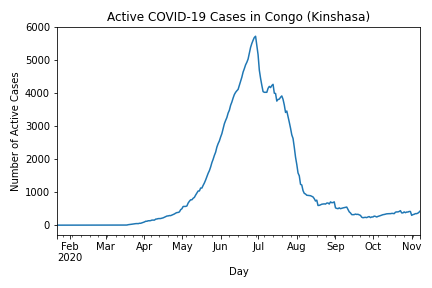 Active COVID-19 Cases in Congo (Kinshasa)
Number of Active Cases
6000
5000
4000
3000
2000
1000
0
Feb Mar Apr May Jun Jul Aug Sep Oct Nov
2020
Day